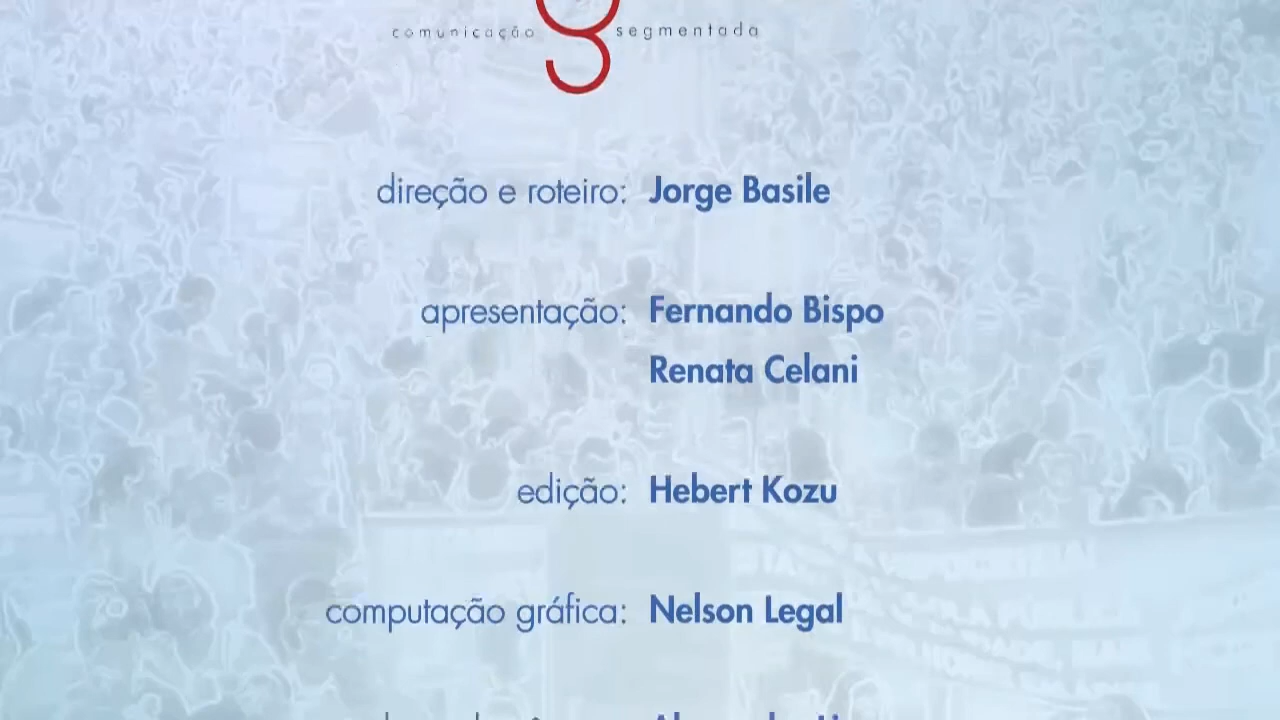 comunicação segmentada
direção e roteiro: Jorge Basile
apresentação: Fernando Bispo
Renata Celani
edição: Hebert Kozu
computação gráfica: Nelson Legal